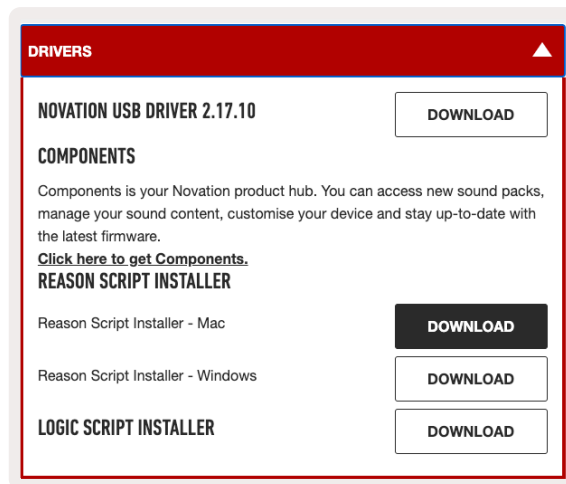 DRIVERS
NOVATION USB DRIVER 2.17.10
DOWNLOAD
COMPONENTS
Components is your Novation product hub. You can access new sound packs,
manage your sound content, customise your device and stay up-to-date with
the latest firmware.
Click here to get Components.
REASON SCRIPT INSTALLER
Reason Script Installer - Mac
DOWNLOAD
Reason Script Installer - Windows
DOWNLOAD
LOGIC SCRIPT INSTALLER
DOWNLOAD